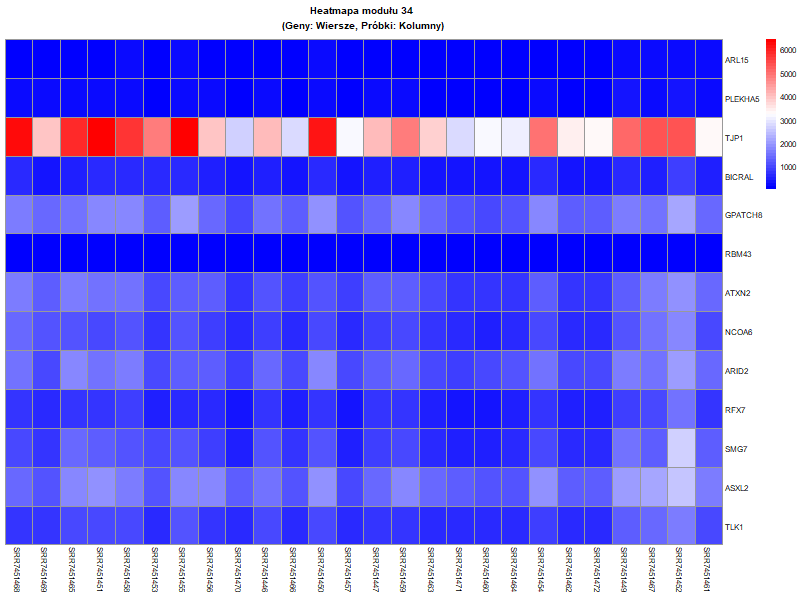 Heatmapa modułu 34
(Geny: Wiersze, Próbki: Kolumny)
6000
5000
4000
3000
2000
1000
ARL15
PLEKHA5
TJP1
BICRAL
GPATCH8
RBM43
ATXN2
NCOA6
ARID2
RFX7
SMG7
ASXL2
TLK1
SRR7451468
SRR7451469
SRR7451465
SRR7451451
SRR7451458
SRR7451453
SRR7451455
SRR7451456
SRR7451470
SRR7451446
SRR7451466
SRR7451450
SRR7451457
SRR7451447
SRR7451459
SRR7451463
SRR7451471
SRR7451460
SRR7451464
SRR7451454
SRR7451462
SRR7451472
SRR7451449
SRR7451467
SRR7451452
SRR7451461